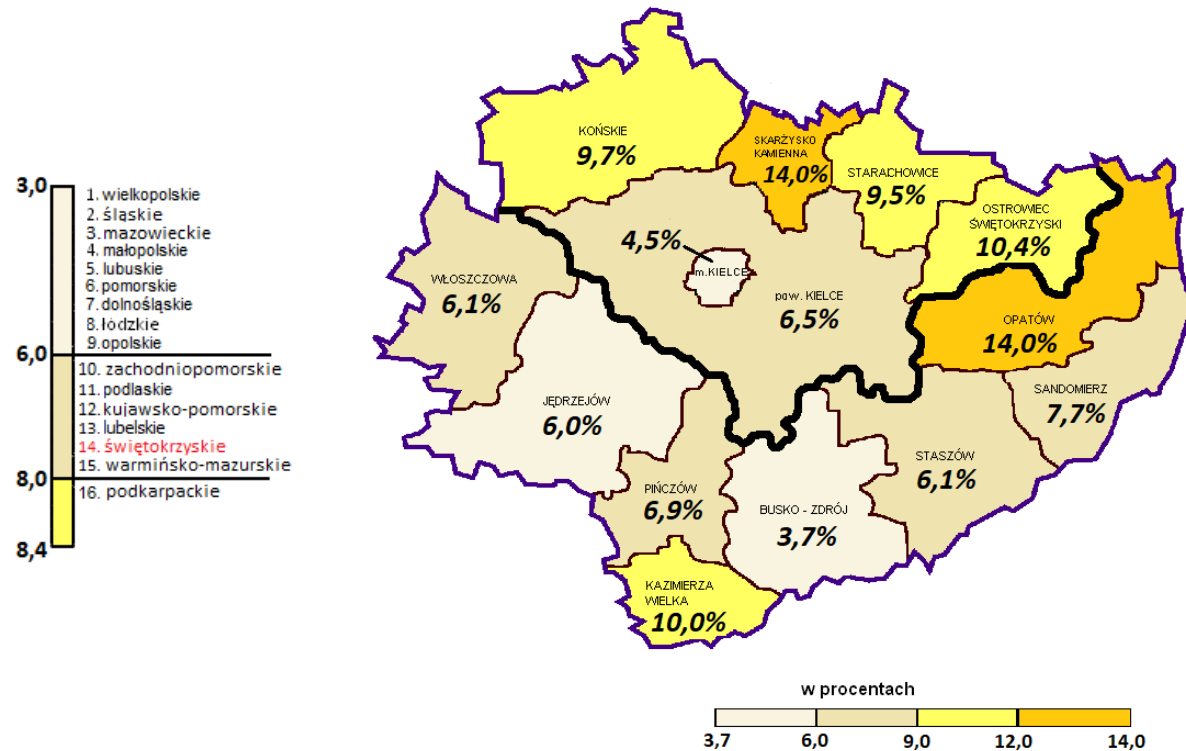 3,0
1. wielkopolskie
2. śląskie
3. mazowieckie
4. małopolskie
5. lubuskie
6. pomorskie
7. dolnośląskie
8. łódzkie
9. opolskie
6,0
10. zachodniopomorskie
11. podlaskie
12. kujawsko-pomorskie
13. lubelskie
14. świętokrzyskie
15. warmińsko-mazurskie
8,0
16. podkarpackie
8,4
KOŃSKIE
9,7%
SKARŻYSKO
KAMIENNA
14,0%
STARACHOWICE
9,5%
OSTROWIEC
ŚWIĘTOKRZYSKI
10,4%
4,5%
m.KIELCE
WŁOSZCZOWA
6,1%
pow. KIELCE
6,5%
OPATÓW
14,0%
SANDOMIERZ
7,7%
JĘDRZEJÓW
6,0%
STASZÓW
6,1%
PIŃCZÓW
6,9%
BUSKO - ZDRÓJ
3,7%
KAZIMIERZA
WIELKA
10,0%
w procentach
3,7 6,0 9,0 12,0 14,0